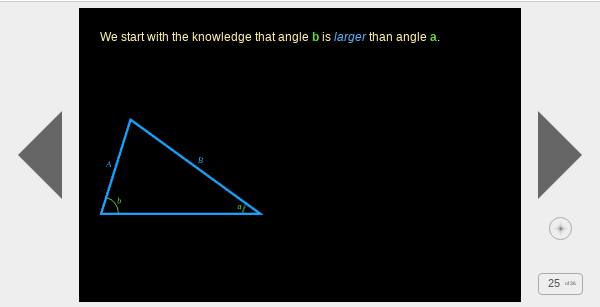 We start with the knowledge that angle b is larger than angle a.
A
B
b
a
25 of 36